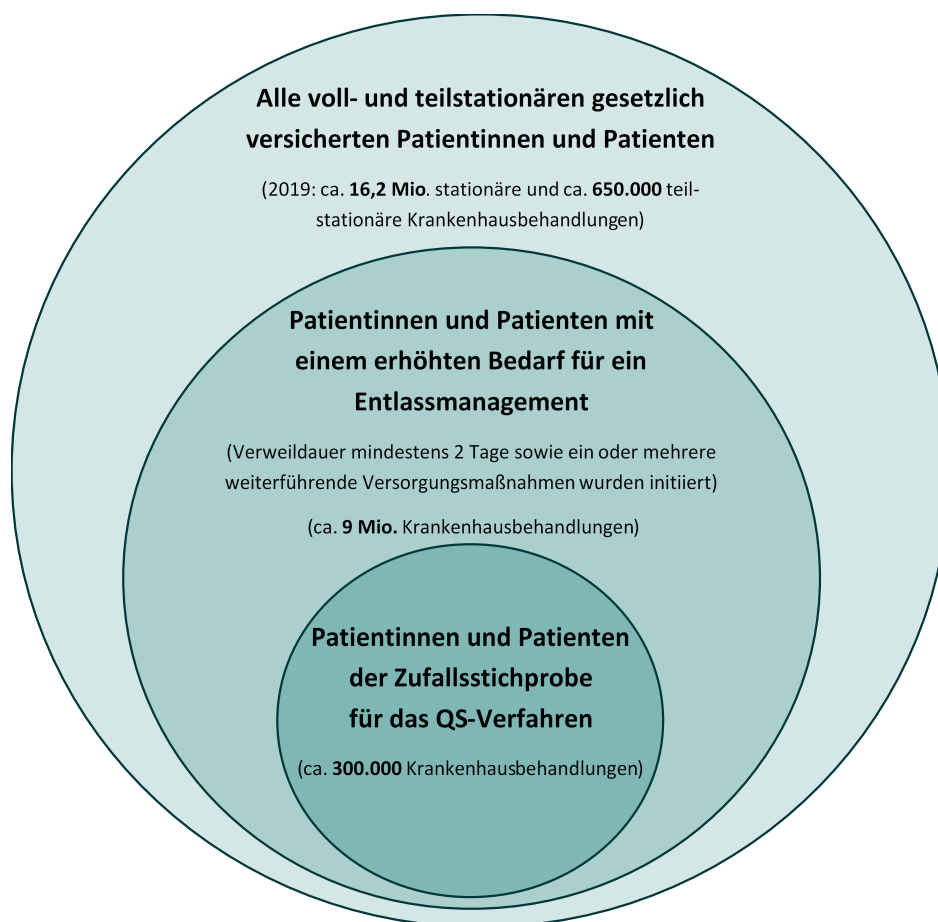 Alle voll- und teilstationären gesetzlich
versicherten Patientinnen und Patienten
(2019: ca. 16,2 Mio. stationäre und ca. 650.000 teil-
stationäre Krankenhausbehandlungen)
Patientinnen und Patienten mit
einem erhöhten Bedarf für ein
Entlassmanagement
(Verweildauer mindestens 2 Tage sowie ein oder mehrere
weiterführende Versorgungsmaßnahmen wurden initiiert)
(ca. 9 Mio. Krankenhausbehandlungen)
Patientinnen und Patienten
der Zufallsstichprobe
für das QS-Verfahren
(ca. 300.000 Krankenhausbehandlungen)